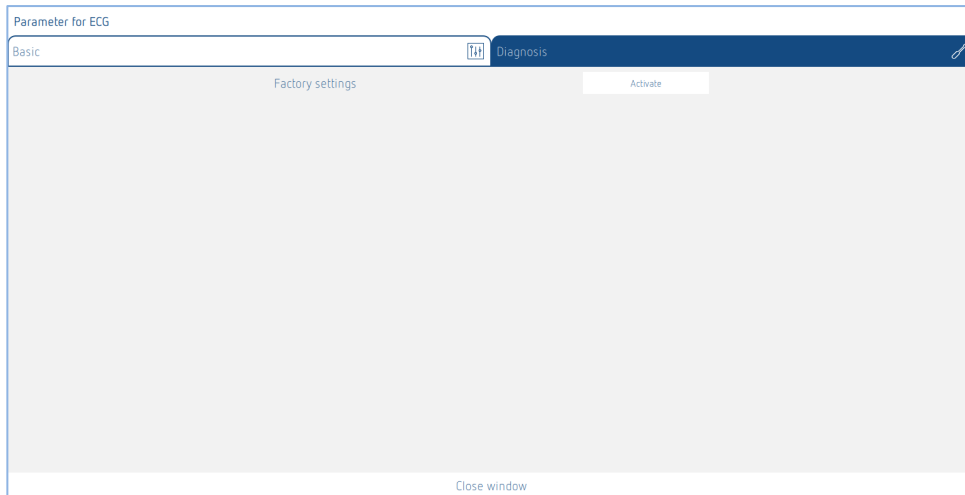 Parameter for ECG
Basic
Diagnosis
Factory settings
Activate
Close window